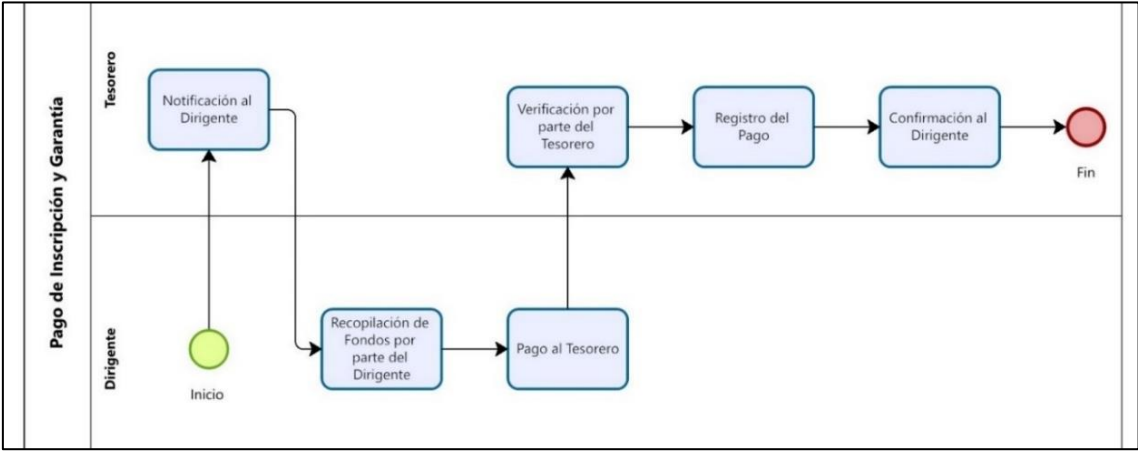 Pago de Inscripción y Garantía
Tesorero
Notificación al
Dirigente
Verificación por
parte del
Tesorero
Registro del
Pago
Confirmación al
Dirigente
Fin
Dirigente
Inicio
Recopilación de
Fondos por
parte del
Dirigente
Pago al Tesorero